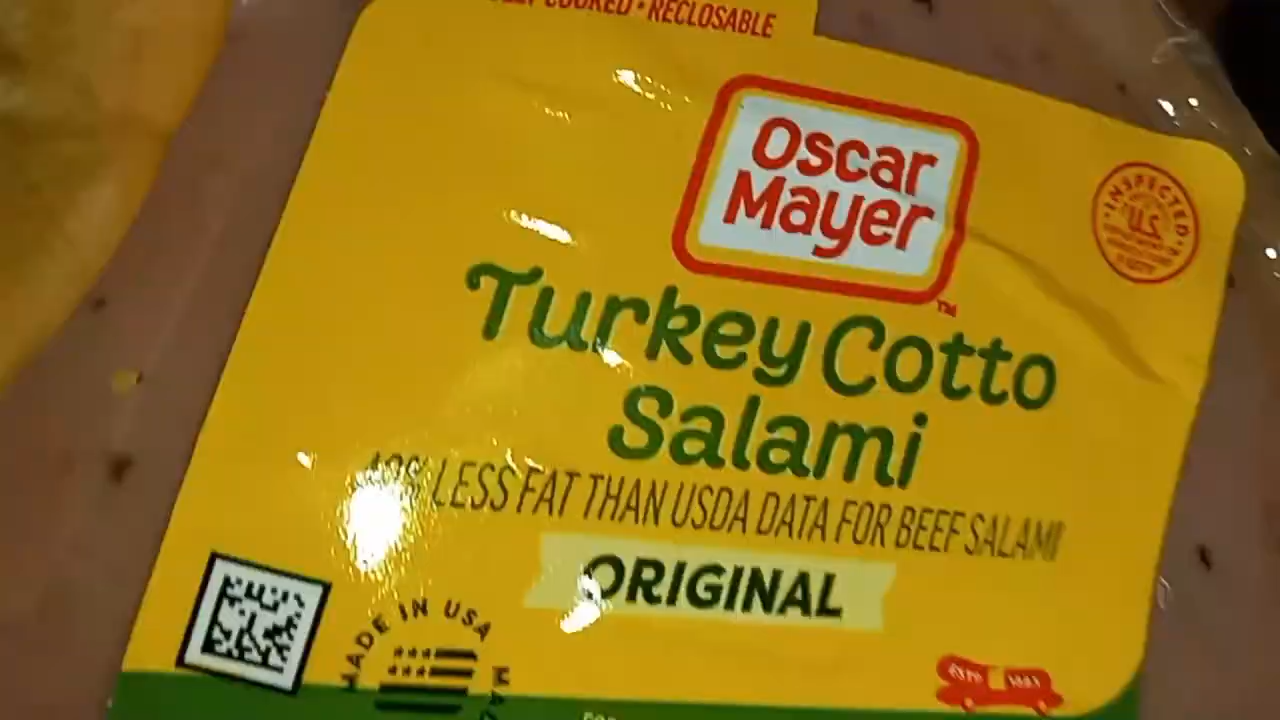 COOKED • RECLOSABLE
Oscar
Mayer
TM
INSPECTED
U.S.
Turkey Cotto
Salami
LESS FAT THAN USDA DATA FOR BEEF SALAMI
ORIGINAL
MADE IN USA